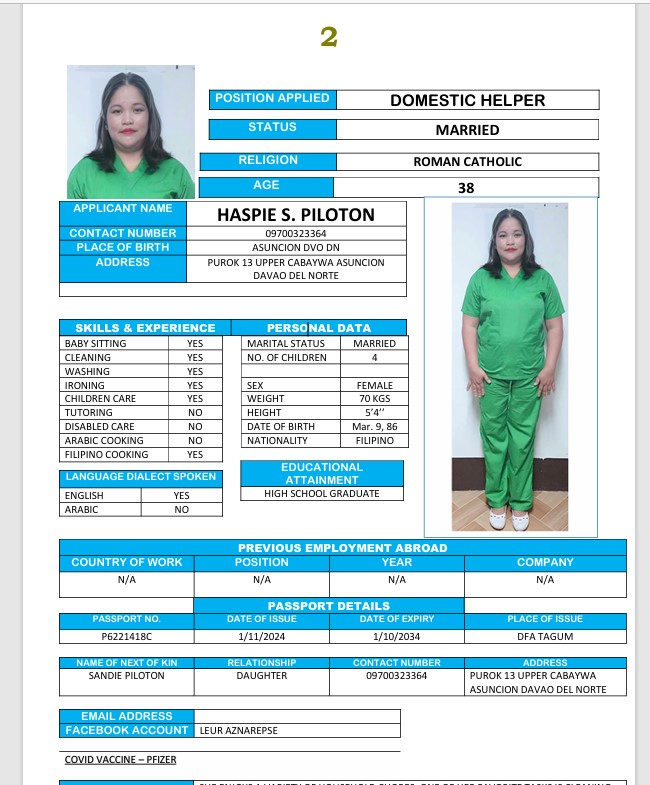 2
POSITION APPLIED DOMESTIC HELPER
STATUS MARRIED
RELIGION ROMAN CATHOLIC
AGE 38
APPLICANT NAME HASPIE S. PILOTON
CONTACT NUMBER 09700323364
PLACE OF BIRTH ASUNCION DVO DN
ADDRESS PUROK 13 UPPER CABAYWA ASUNCION
DAVAO DEL NORTE
SKILLS & EXPERIENCE
BABY SITTING YES
CLEANING YES
WASHING YES
IRONING YES
CHILDREN CARE YES
TUTORING NO
DISABLED CARE NO
ARABIC COOKING NO
FILIPINO COOKING YES
LANGUAGE DIALECT SPOKEN
ENGLISH YES
ARABIC NO
PERSONAL DATA
MARITAL STATUS MARRIED
NO. OF CHILDREN 4
SEX FEMALE
WEIGHT 70 KGS
HEIGHT 5’4’’
DATE OF BIRTH Mar. 9, 86
NATIONALITY FILIPINO
EDUCATIONAL
ATTAINMENT
HIGH SCHOOL GRADUATE
PREVIOUS EMPLOYMENT ABROAD
COUNTRY OF WORK POSITION YEAR COMPANY
N/A N/A N/A N/A
PASSPORT DETAILS
PASSPORT NO. DATE OF ISSUE DATE OF EXPIRY PLACE OF ISSUE
P6221418C 1/11/2024 1/10/2034 DFA TAGUM
NAME OF NEXT OF KIN RELATIONSHIP CONTACT NUMBER ADDRESS
SANDIE PILOTON DAUGHTER 09700323364 PUROK 13 UPPER CABAYWA
ASUNCION DAVAO DEL NORTE
EMAIL ADDRESS
FACEBOOK ACCOUNT LEUR AZNAREPSE
COVID VACCINE – PFIZER